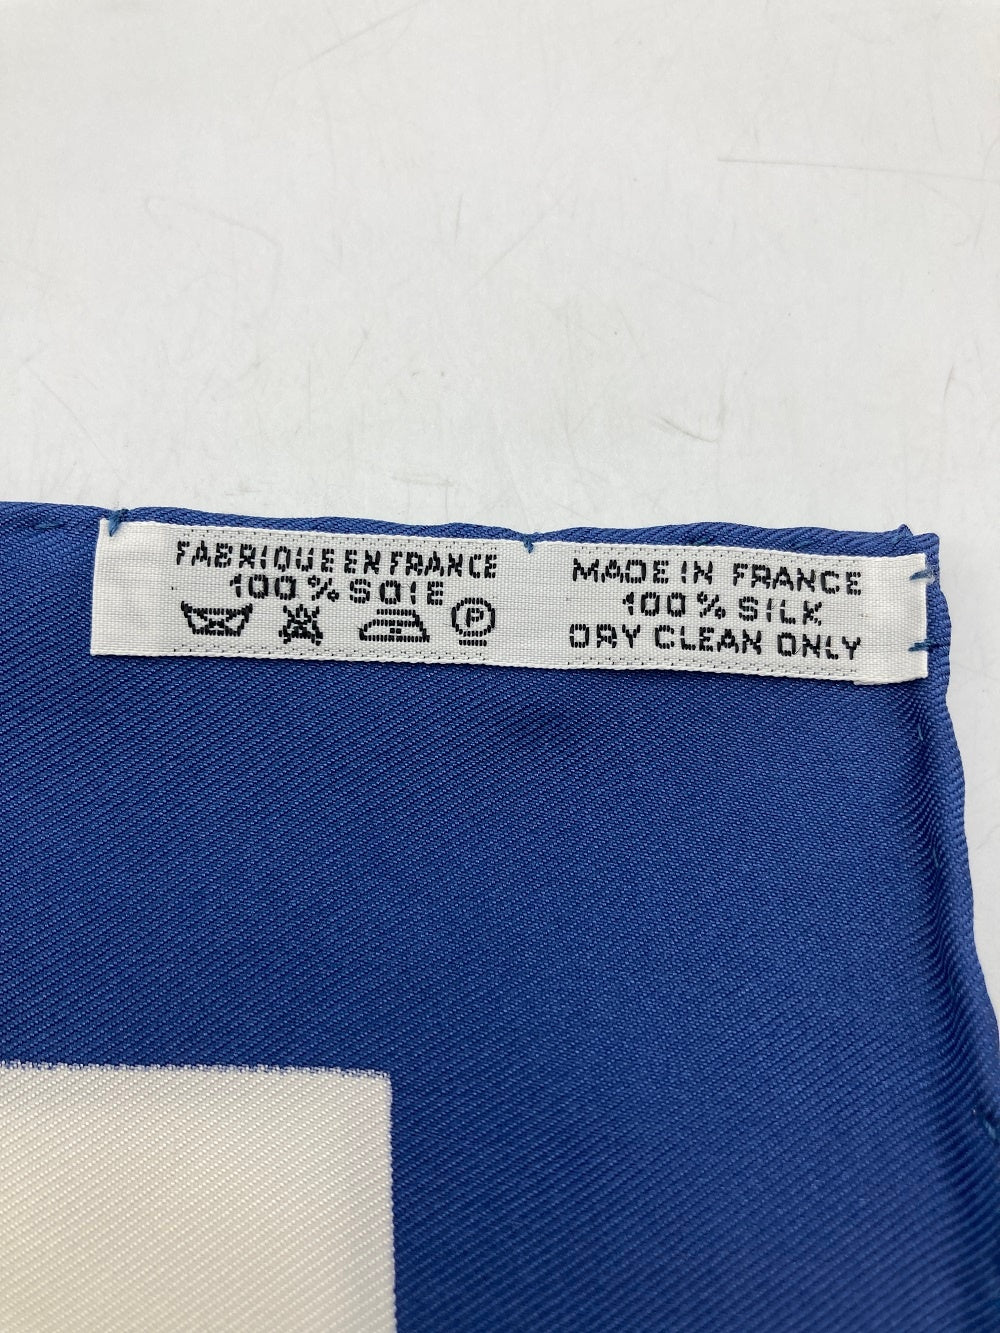 FABRIQUE EN FRANCE
100% SOIE
P
MADE IN FRANCE
100% SILK
DRY CLEAN ONLY